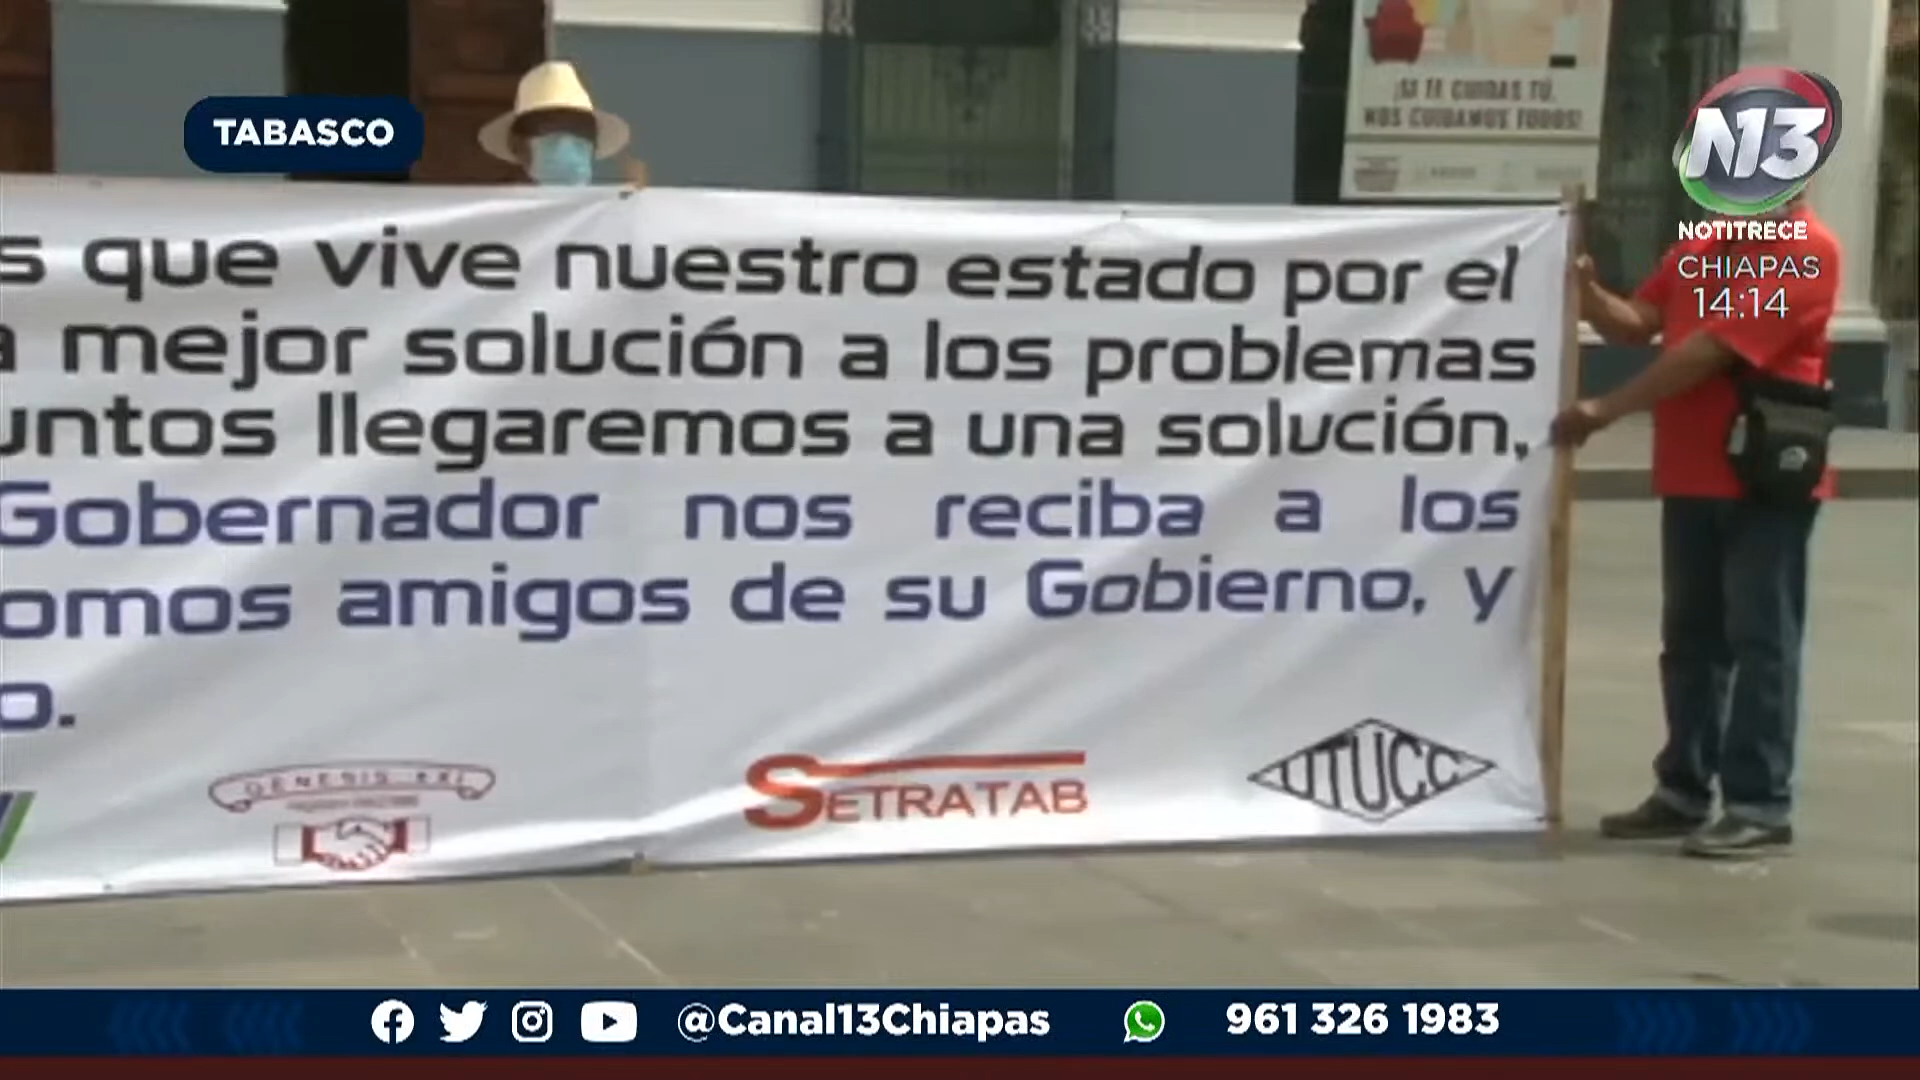 TABASCO
¡SI TE CUIDAS TÚ,
NOS CUIDAMOS TODOS!
N13
NOTITRECE
CHIAPAS
14:14
s que vive nuestro estado por el
a mejor solución a los problemas
untos llegaremos a una solución,
Gobernador nos reciba a los
omos amigos de su Gobierno, y
o.
GENESIS XXI
SETRATAB
UTUCC
@Canal13Chiapas
961 326 1983